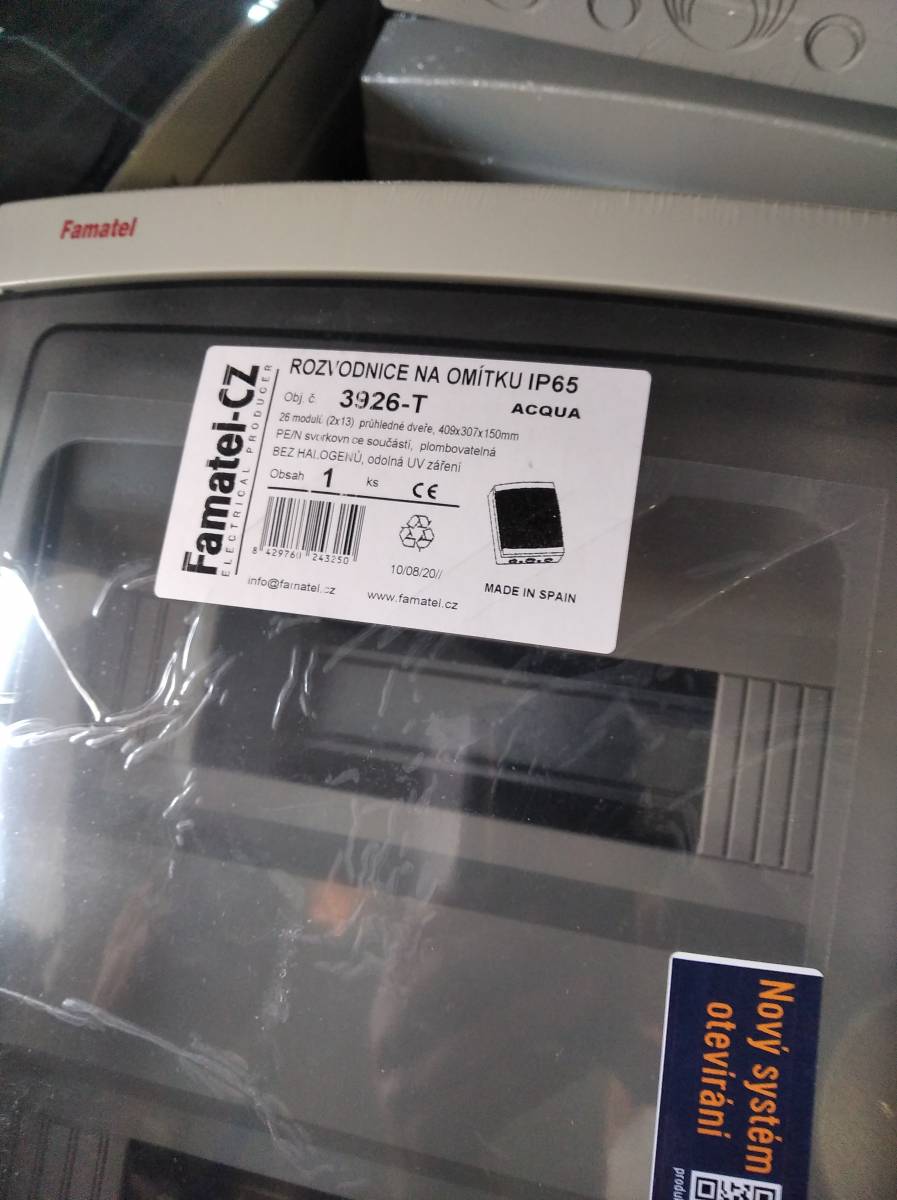 Famatel
Famatel-CZ
ELECTRICAL PRODUCER
ROZVODNICE NA OMÍTKU IP65
Obj. č. 3926-T ACQUA
26 modulů (2x13) průhledné dveře, 409x307x150mm
PE/N svorkovnice součástí, plombovatelná
BEZ HALOGENŮ, odolná UV záření
Obsah 1 ks CE
8 429760 243250
10/08/20//
MADE IN SPAIN
info@famatel.cz
www.famatel.cz
Nový systém
otevírání